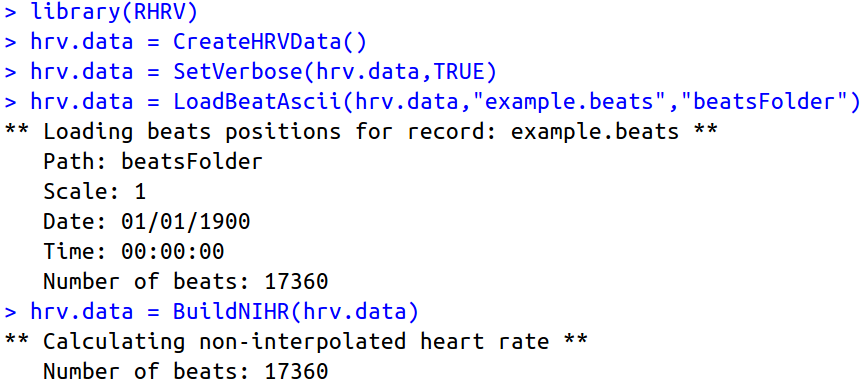 > library(RHRV)
> hrv.data = CreateHRVData()
> hrv.data = SetVerbose(hrv.data,TRUE)
> hrv.data = LoadBeatAscii(hrv.data,"example.beats","beatsFolder")
** Loading beats positions for record: example.beats **
   Path: beatsFolder
   Scale: 1
   Date: 01/01/1900
   Time: 00:00:00
   Number of beats: 17360
> hrv.data = BuildNIHR(hrv.data)
** Calculating non-interpolated heart rate **
   Number of beats: 17360